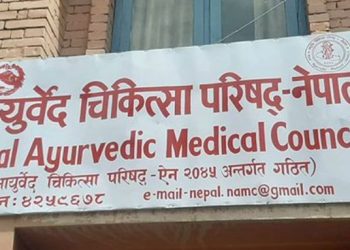 युर्वेद चिकित्सा परिषद्-नेपाल
al Ayurvedic Medical Counc
आयुर्वेद चिकित्सा परिषद्-ऐन २०४५ अन्तर्गत गठित)
न: ४२५९६७८ e-mail-nepal.namc@gmail.com